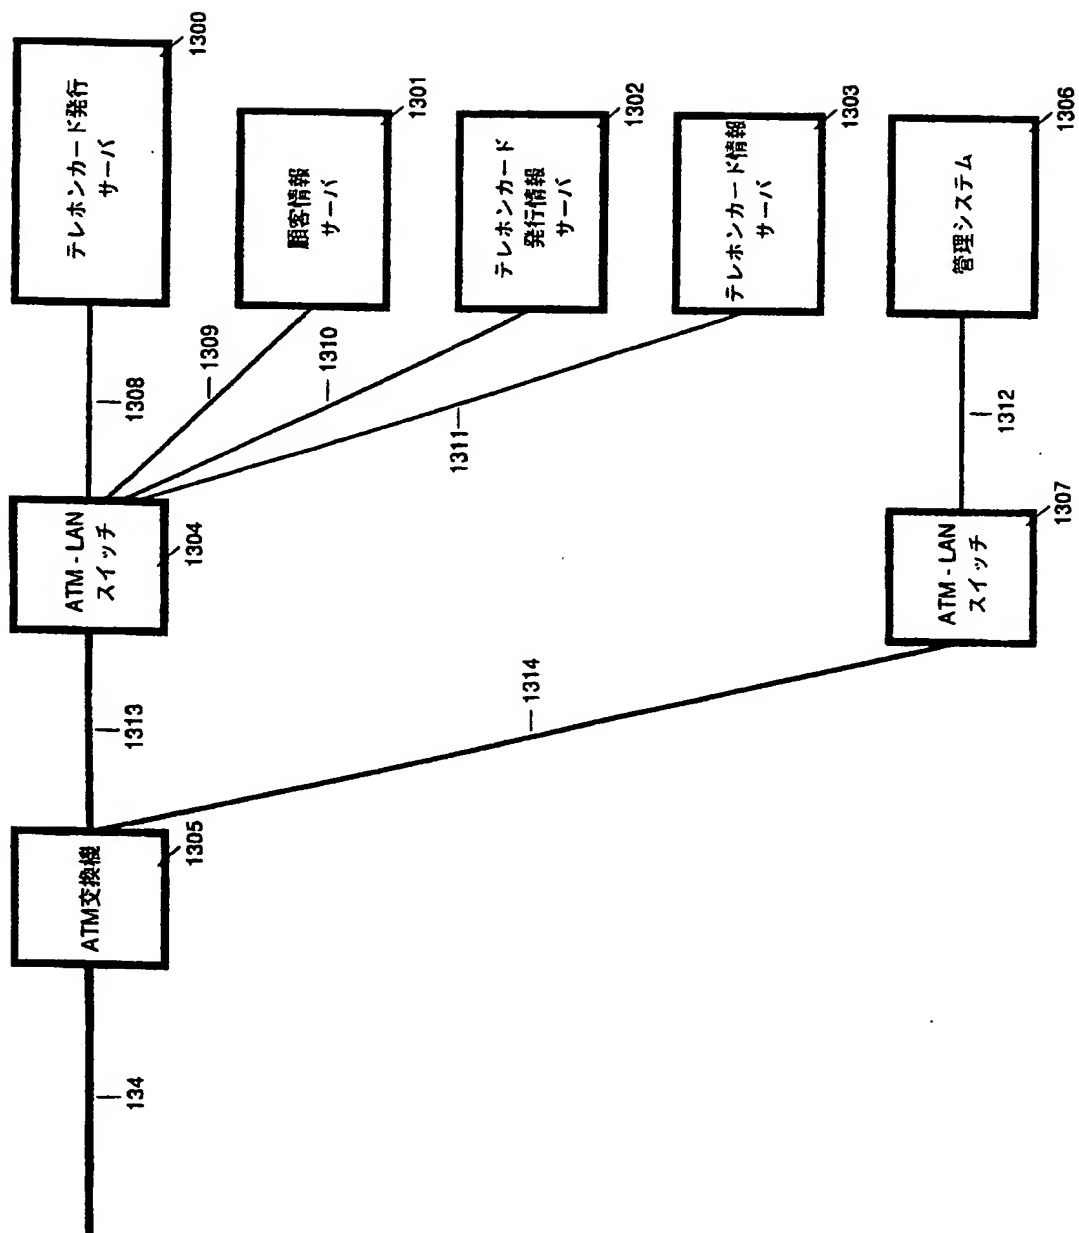 テレホンカード発行
サーバ
1300
顧客情報
サーバ
1301
テレホンカード
発行情報
サーバ
1302
テレホンカード情報
サーバ
1303
管理システム
1306
1308
1309
1310
1311
1312
ATM - LAN
スイッチ
1304
ATM - LAN
スイッチ
1307
1313
1314
ATM交換機
1305
134